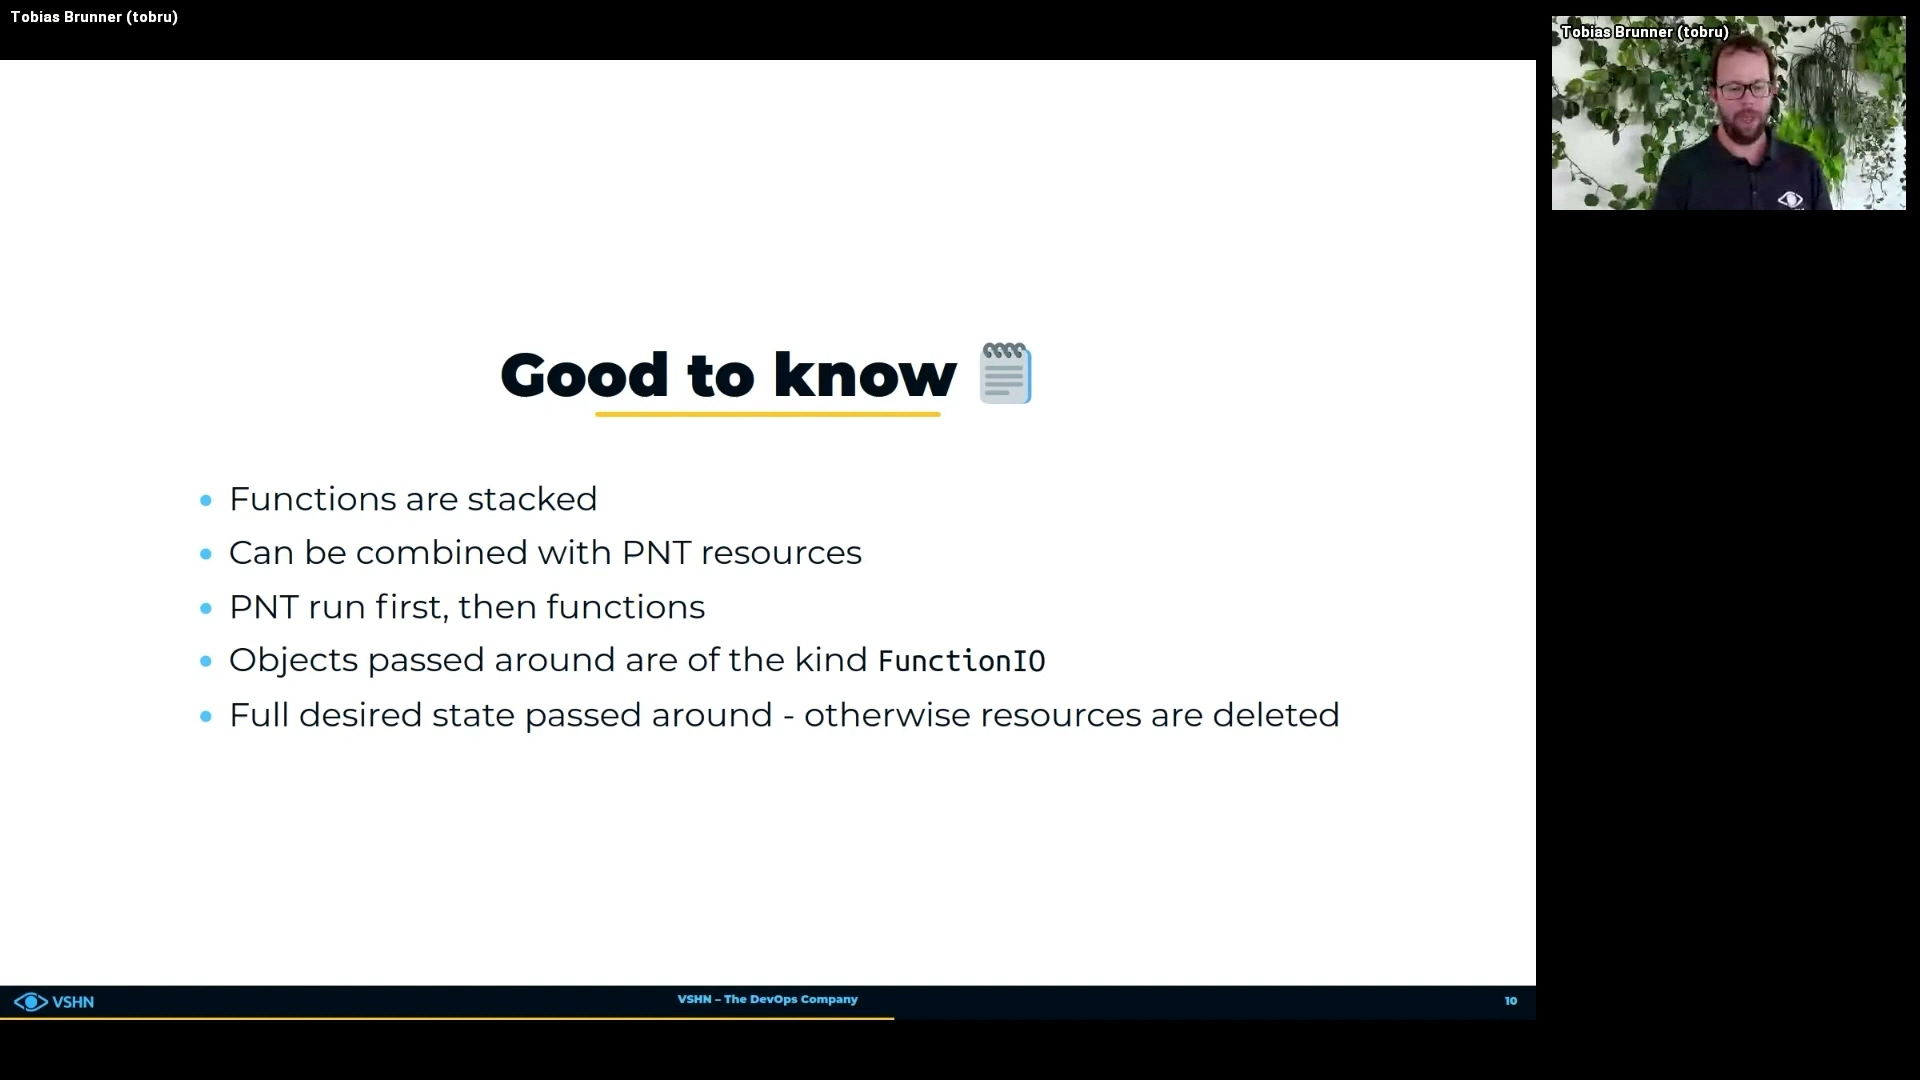 Tobias Brunner (tobru)
Tobias Brunner (tobru)
Good to know
Functions are stacked
Can be combined with PNT resources
PNT run first, then functions
Objects passed around are of the kind FunctionIO
Full desired state passed around - otherwise resources are deleted
VSHN
VSHN – The DevOps Company
10